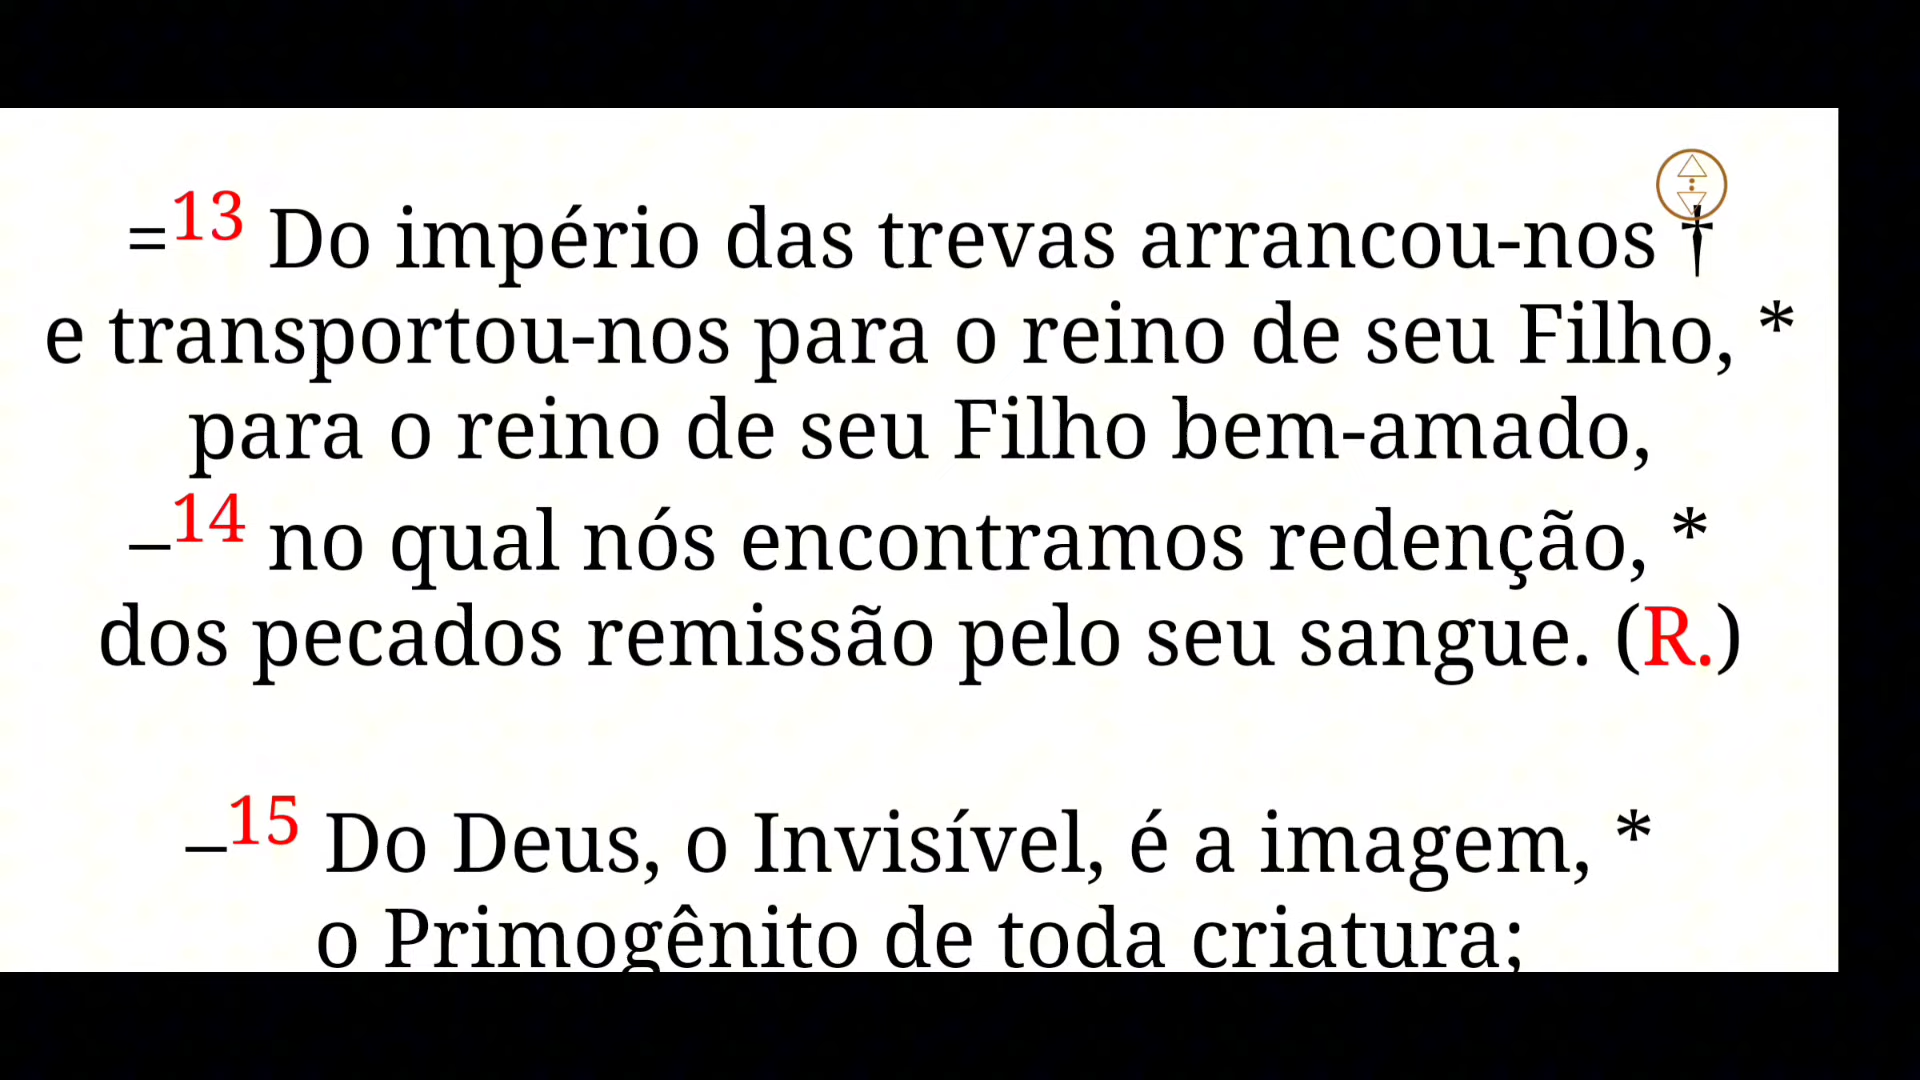 =13 Do império das trevas arrancou-nos †
e transportou-nos para o reino de seu Filho, *
para o reino de seu Filho bem-amado,
–14 no qual nós encontramos redenção, *
dos pecados remissão pelo seu sangue. (R.)
–15 Do Deus, o Invisível, é a imagem, *
o Primogênito de toda criatura;